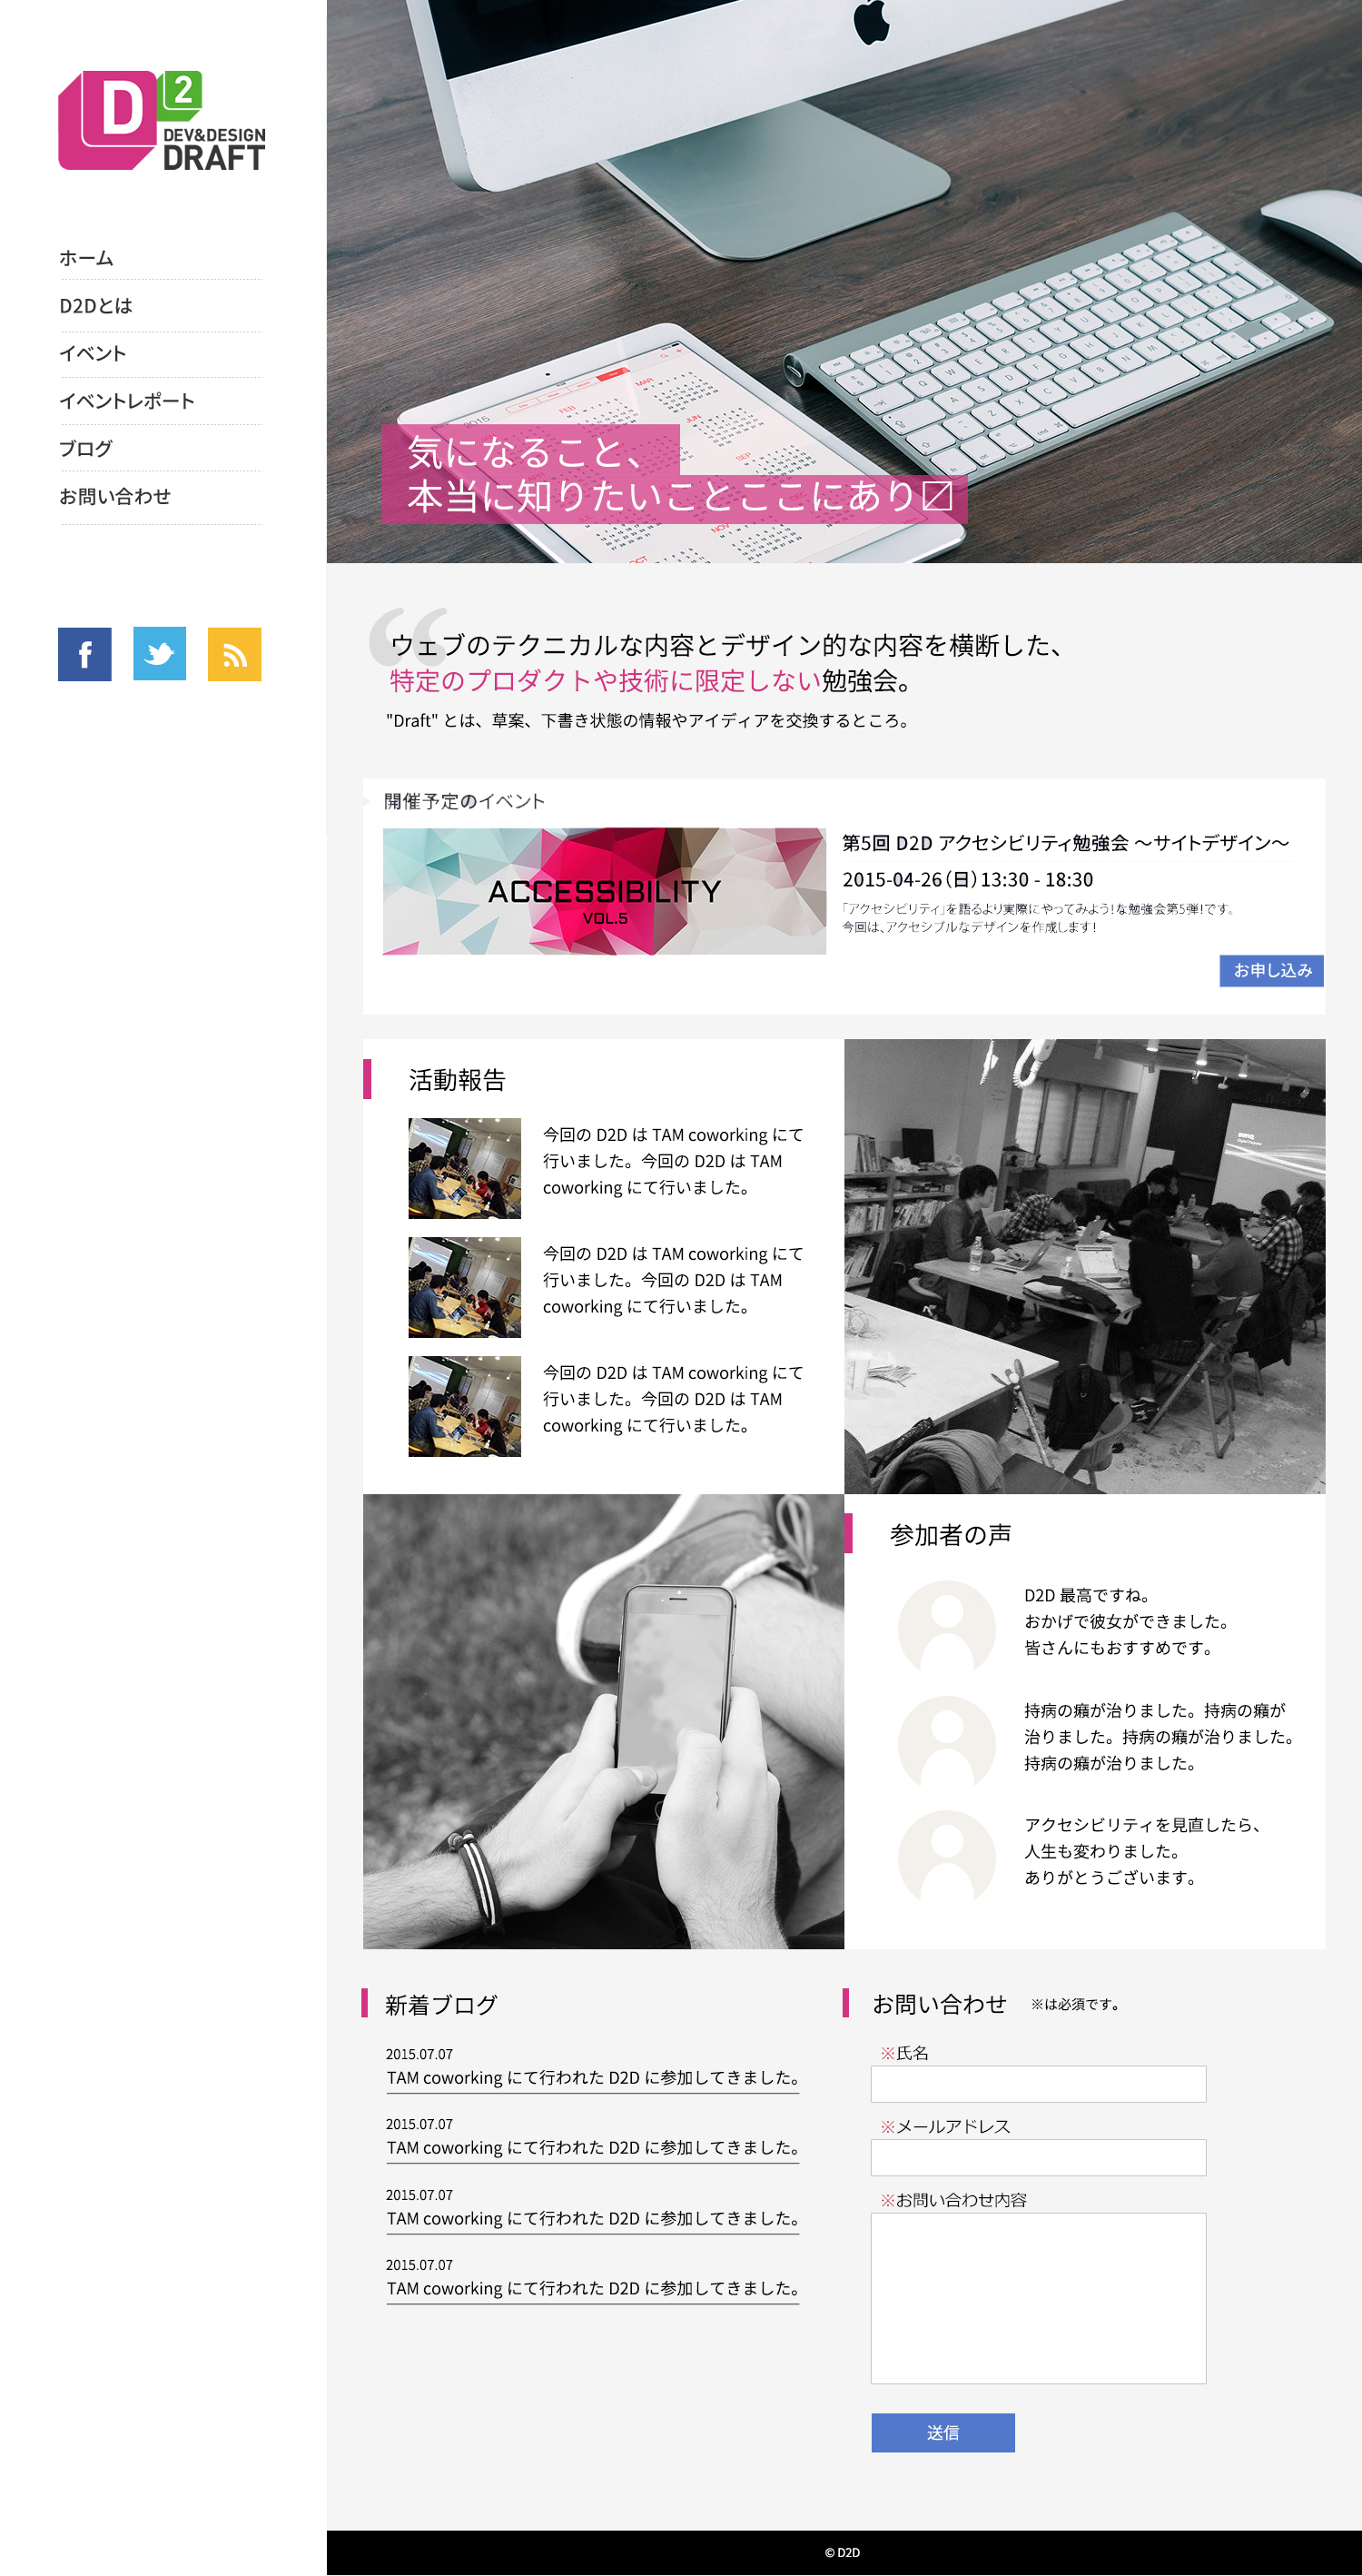 D2
DEV&DESIGN
DRAFT
ホーム
D2Dとは
イベント
イベントレポート
ブログ
お問い合わせ
気になること、
本当に知りたいことここにあり〼
“
ウェブのテクニカルな内容とデザイン的な内容を横断した、
特定のプロダクトや技術に限定しない勉強会。
"Draft" とは、草案、下書き状態の情報やアイディアを交換するところ。
開催予定のイベント
ACCESSIBILITY
VOL.5
第5回 D2D アクセシビリティ勉強会 〜サイトデザイン〜
2015-04-26（日）13:30 - 18:30
「アクセシビリティ」を語るより実際にやってみよう！な勉強会第5弾！です。
今回は、アクセシブルなデザインを作成します！
お申し込み
活動報告
今回の D2D は TAM coworking にて
行いました。今回の D2D は TAM
coworking にて行いました。
今回の D2D は TAM coworking にて
行いました。今回の D2D は TAM
coworking にて行いました。
今回の D2D は TAM coworking にて
行いました。今回の D2D は TAM
coworking にて行いました。
参加者の声
D2D 最高ですね。
おかげで彼女ができました。
皆さんにもおすすめです。
持病の癪が治りました。持病の癪が
治りました。持病の癪が治りました。
持病の癪が治りました。
アクセシビリティを見直したら、
人生も変わりました。
ありがとうございます。
新着ブログ
2015.07.07
TAM coworking にて行われた D2D に参加してきました。
2015.07.07
TAM coworking にて行われた D2D に参加してきました。
2015.07.07
TAM coworking にて行われた D2D に参加してきました。
2015.07.07
TAM coworking にて行われた D2D に参加してきました。
お問い合わせ ※は必須です。
※氏名
※メールアドレス
※お問い合わせ内容
送信
© D2D